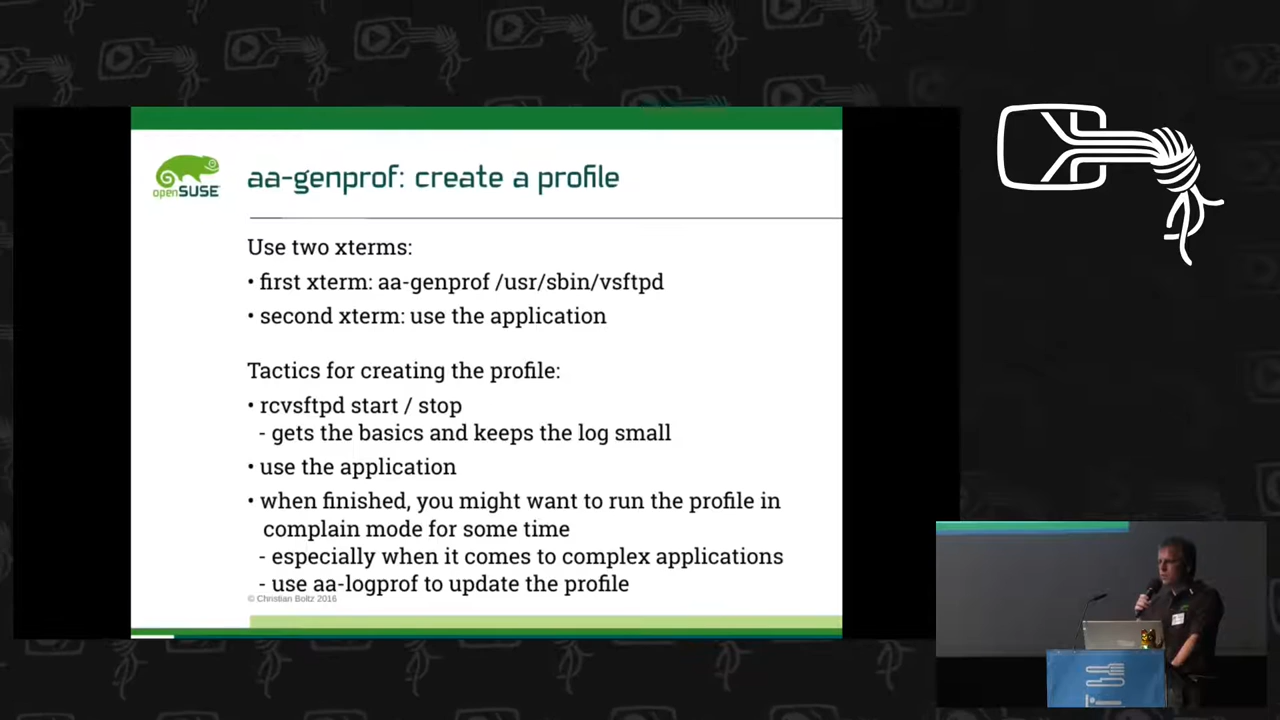 openSUSE
aa-genprof: create a profile
Use two xterms:
• first xterm: aa-genprof /usr/sbin/vsftpd
• second xterm: use the application
Tactics for creating the profile:
• rcvsftpd start / stop
- gets the basics and keeps the log small
• use the application
• when finished, you might want to run the profile in
complain mode for some time
- especially when it comes to complex applications
- use aa-logprof to update the profile
© Christian Boltz 2016